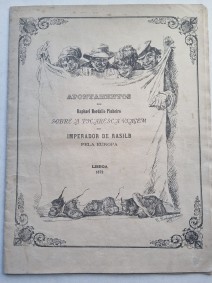 APONTAMENTOS
DE
Raphael Bordallo Pinheiro
SOBRE A PICARESCA VIAGEM
DO
IMPERADOR DE RASILB
PELA EUROPA
LISBOA
1872